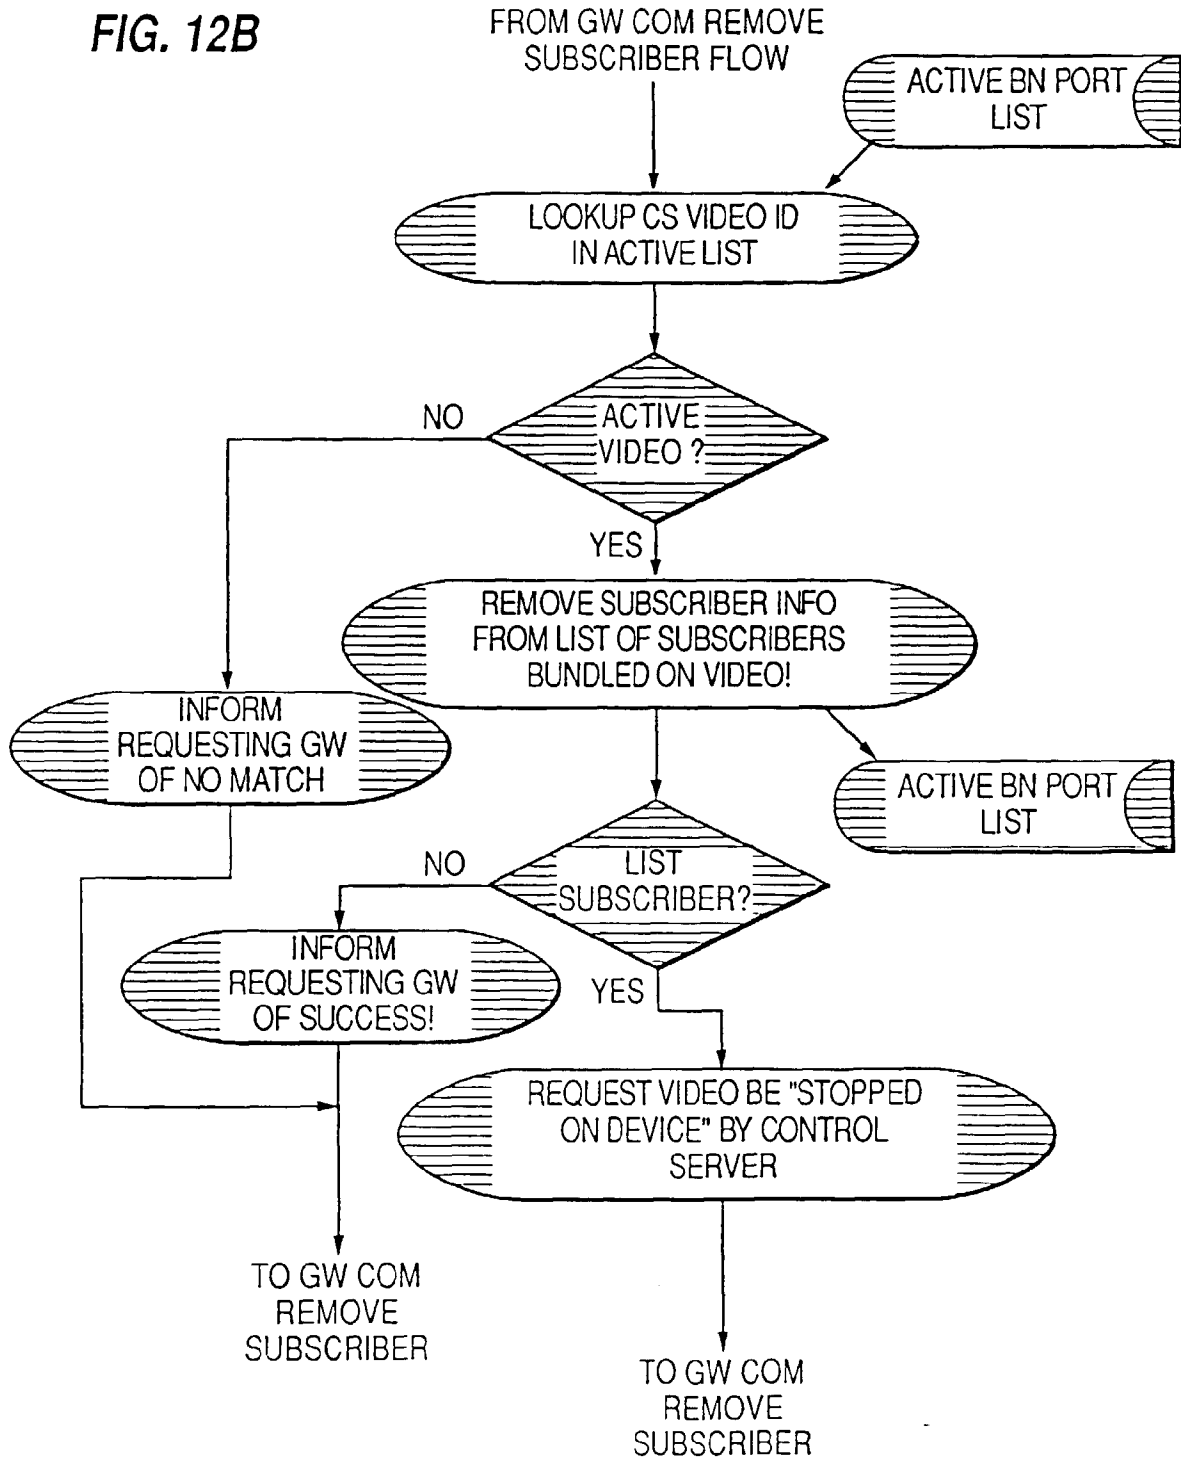 FIG. 12B
FROM GW COM REMOVE
SUBSCRIBER FLOW
ACTIVE BN PORT
LIST
LOOKUP CS VIDEO ID
IN ACTIVE LIST
ACTIVE
VIDEO ?
NO
YES
REMOVE SUBSCRIBER INFO
FROM LIST OF SUBSCRIBERS
BUNDLED ON VIDEO!
INFORM
REQUESTING GW
OF NO MATCH
ACTIVE BN PORT
LIST
LIST
SUBSCRIBER?
NO
YES
INFORM
REQUESTING GW
OF SUCCESS!
REQUEST VIDEO BE "STOPPED
ON DEVICE" BY CONTROL
SERVER
TO GW COM
REMOVE
SUBSCRIBER
TO GW COM
REMOVE
SUBSCRIBER